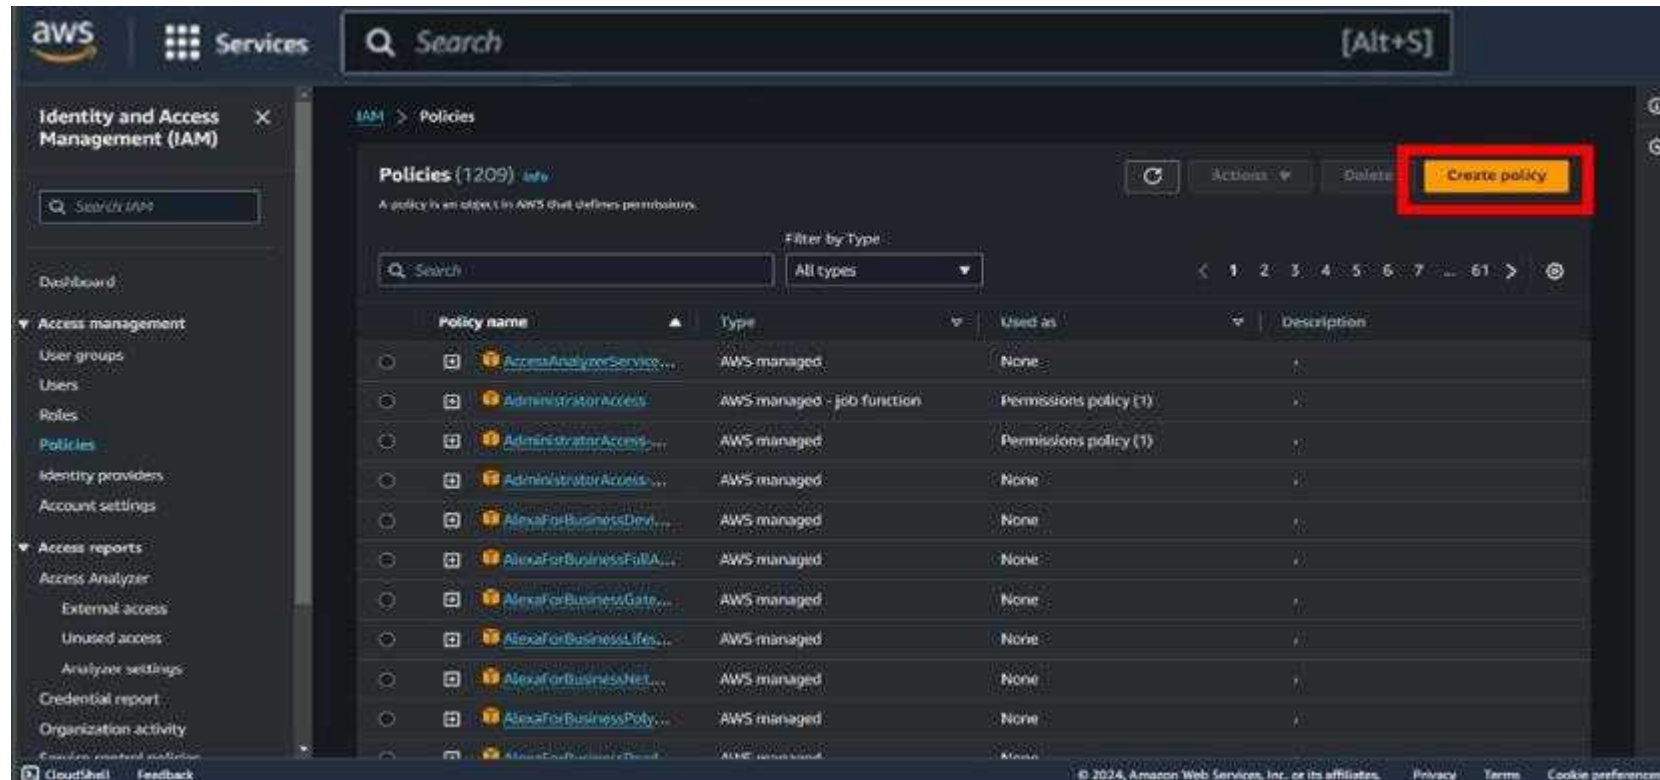 aws Services Search [Alt+S]
Identity and Access
Management (IAM)
Search IAM
Dashboard
Access management
User groups
Users
Roles
Policies
Identity providers
Account settings
Access reports
Access Analyzer
External access
Unused access
Analyzer settings
Credential report
Organization activity
Service control policies
IAM > Policies
Policies (1209) Info
Actions Delete Create policy
A policy is an object in AWS that defines permissions.
Filter by Type
Search All types 1 2 3 4 5 6 7 ... 61
Policy name Type Used as Description
AccessAnalyzerService... AWS managed None
AdministratorAccess AWS managed - job function Permissions policy (1)
AdministratorAccess-... AWS managed Permissions policy (1)
AdministratorAccess-... AWS managed None
AlexaForBusinessDevi... AWS managed None
AlexaForBusinessFullA... AWS managed None
AlexaForBusinessGate... AWS managed None
AlexaForBusinessLifes... AWS managed None
AlexaForBusinessNet... AWS managed None
AlexaForBusinessPoly... AWS managed None
CloudShell Feedback © 2024, Amazon Web Services, Inc. or its affiliates. Privacy Terms Cookie preferences